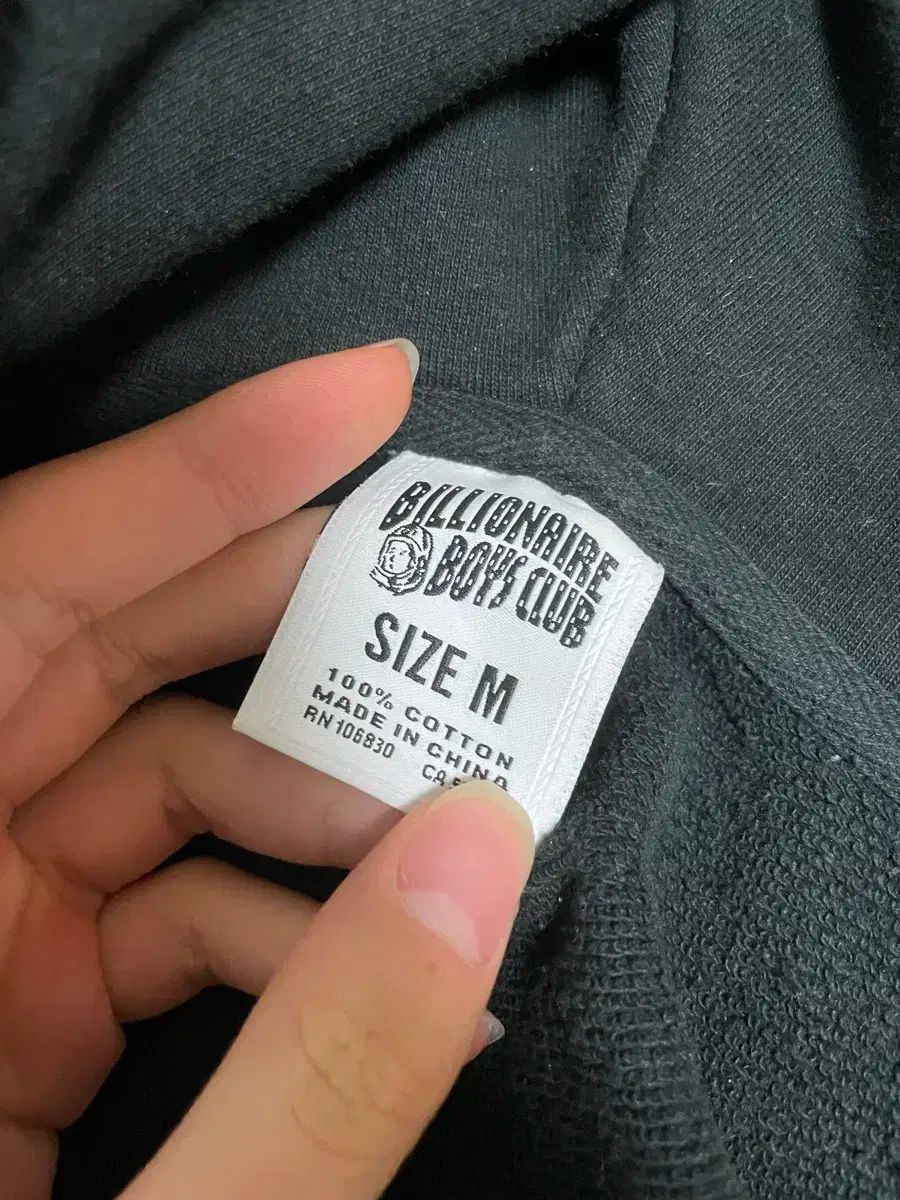 BILLIONAIRE
BOYS CLUB
SIZE M
100% COTTON
MADE IN CHINA
RN 106830